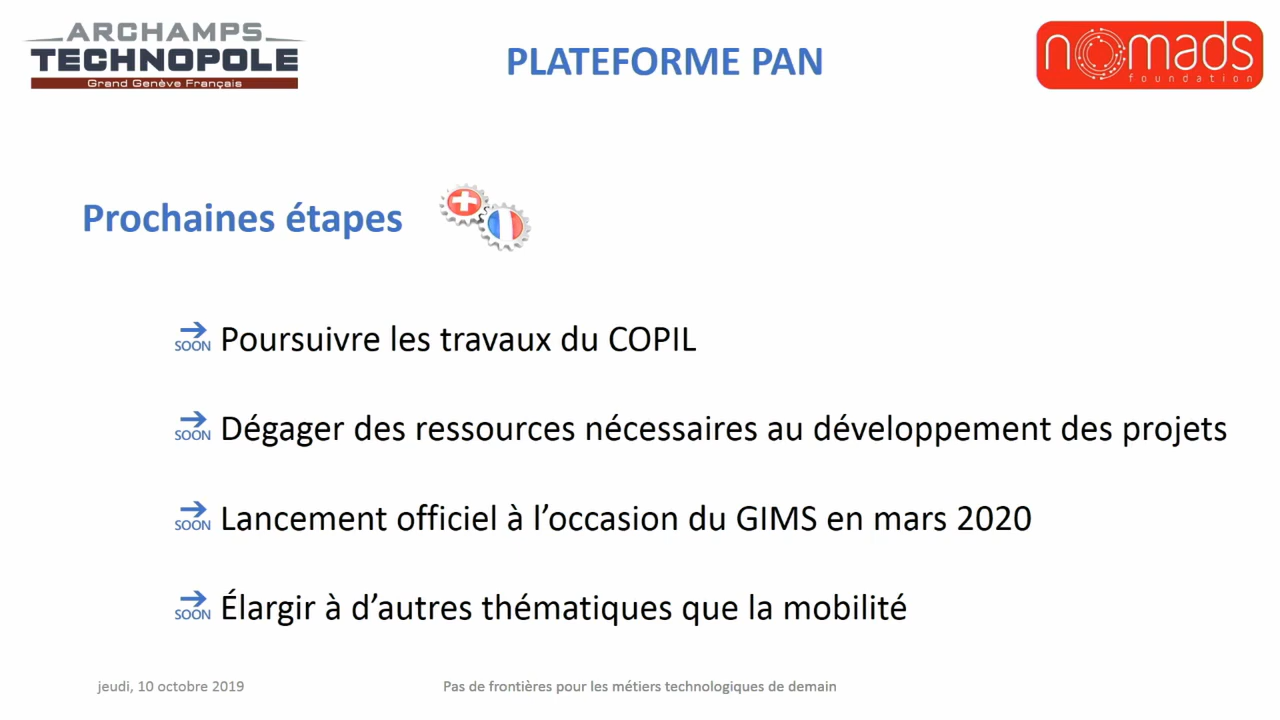 ARCHAMPS
TECHNOPOLE
Grand Genève Français
PLATEFORME PAN
nomads
foundation
Prochaines étapes
SOON Poursuivre les travaux du COPIL
SOON Dégager des ressources nécessaires au développement des projets
SOON Lancement officiel à l’occasion du GIMS en mars 2020
SOON Élargir à d’autres thématiques que la mobilité
jeudi, 10 octobre 2019
Pas de frontières pour les métiers technologiques de demain